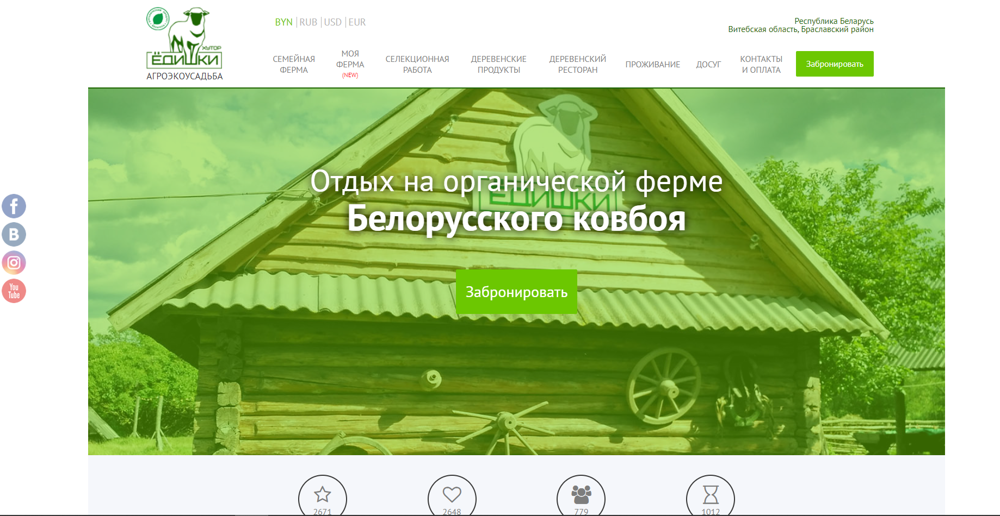 ХУТОР
ЁДИШКИ
АГРОЭКОУСАДЬБА
BYN RUB USD EUR
Республика Беларусь
Витебская область, Браславский район
СЕМЕЙНАЯ
ФЕРМА
МОЯ
ФЕРМА
(NEW)
СЕЛЕКЦИОННАЯ
РАБОТА
ДЕРЕВЕНСКИЕ
ПРОДУКТЫ
ДЕРЕВЕНСКИЙ
РЕСТОРАН
ПРОЖИВАНИЕ
ДОСУГ
КОНТАКТЫ
И ОПЛАТА
Забронировать
Отдых на органической ферме
ЁДИШКИ
Белорусского ковбоя
Забронировать
f
B
You
Tube
2671
2648
779
1012